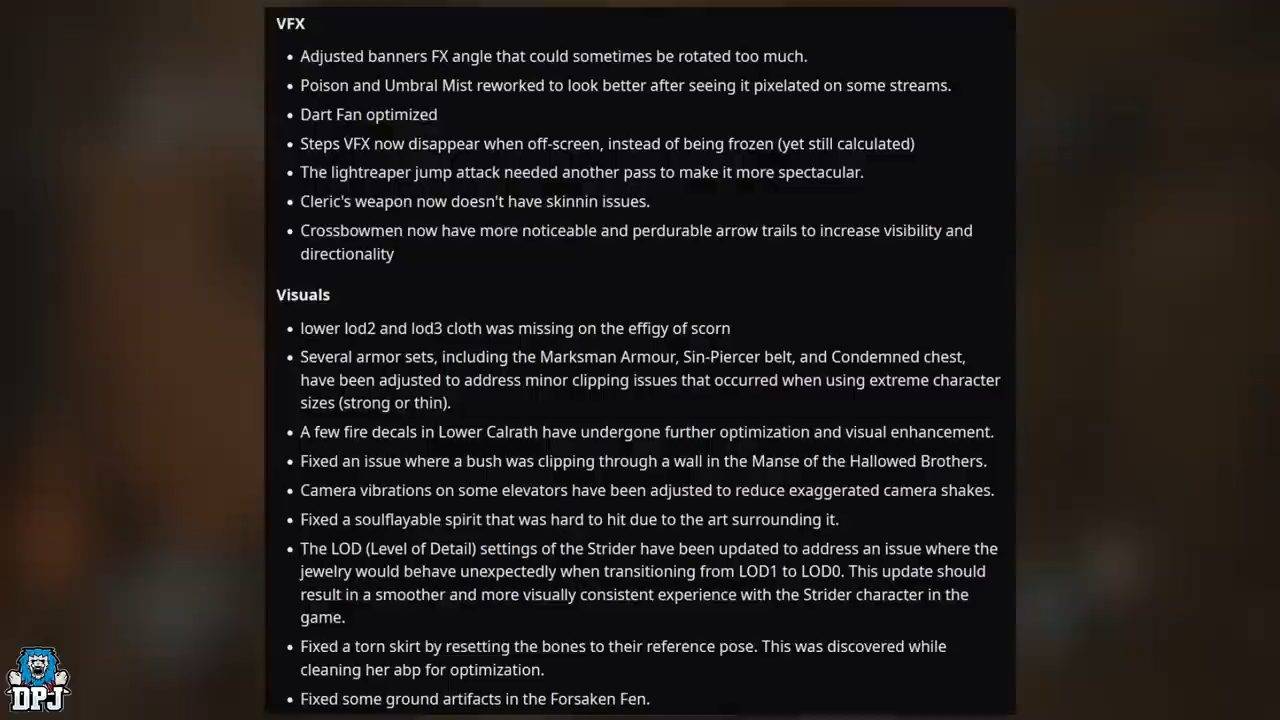 VFX
• Adjusted banners FX angle that could sometimes be rotated too much.
• Poison and Umbral Mist reworked to look better after seeing it pixelated on some streams.
• Dart Fan optimized
• Steps VFX now disappear when off-screen, instead of being frozen (yet still calculated)
• The lightreaper jump attack needed another pass to make it more spectacular.
• Cleric's weapon now doesn't have skinnin issues.
• Crossbowmen now have more noticeable and perdurable arrow trails to increase visibility and
directionality
Visuals
• lower lod2 and lod3 cloth was missing on the effigy of scorn
• Several armor sets, including the Marksman Armour, Sin-Piercer belt, and Condemned chest,
have been adjusted to address minor clipping issues that occurred when using extreme character
sizes (strong or thin).
• A few fire decals in Lower Calrath have undergone further optimization and visual enhancement.
• Fixed an issue where a bush was clipping through a wall in the Manse of the Hallowed Brothers.
• Camera vibrations on some elevators have been adjusted to reduce exaggerated camera shakes.
• Fixed a soulflayable spirit that was hard to hit due to the art surrounding it.
• The LOD (Level of Detail) settings of the Strider have been updated to address an issue where the
jewelry would behave unexpectedly when transitioning from LOD1 to LOD0. This update should
result in a smoother and more visually consistent experience with the Strider character in the
game.
• Fixed a torn skirt by resetting the bones to their reference pose. This was discovered while
cleaning her abp for optimization.
• Fixed some ground artifacts in the Forsaken Fen.
DPJ